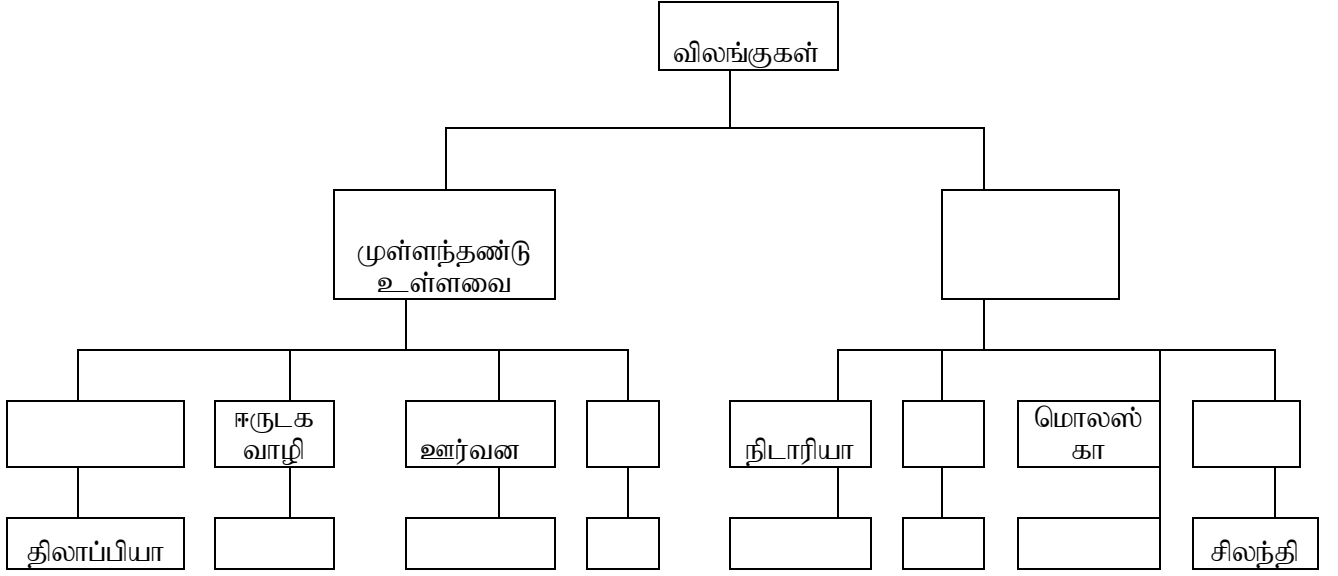 விலங்குகள்
முள்ளந்தண்டு
உள்ளவை
ஈருடக
வாழி
ஊர்வன
நிடாரியா
மொலஸ்
கா
திலாப்பியா
சிலந்தி